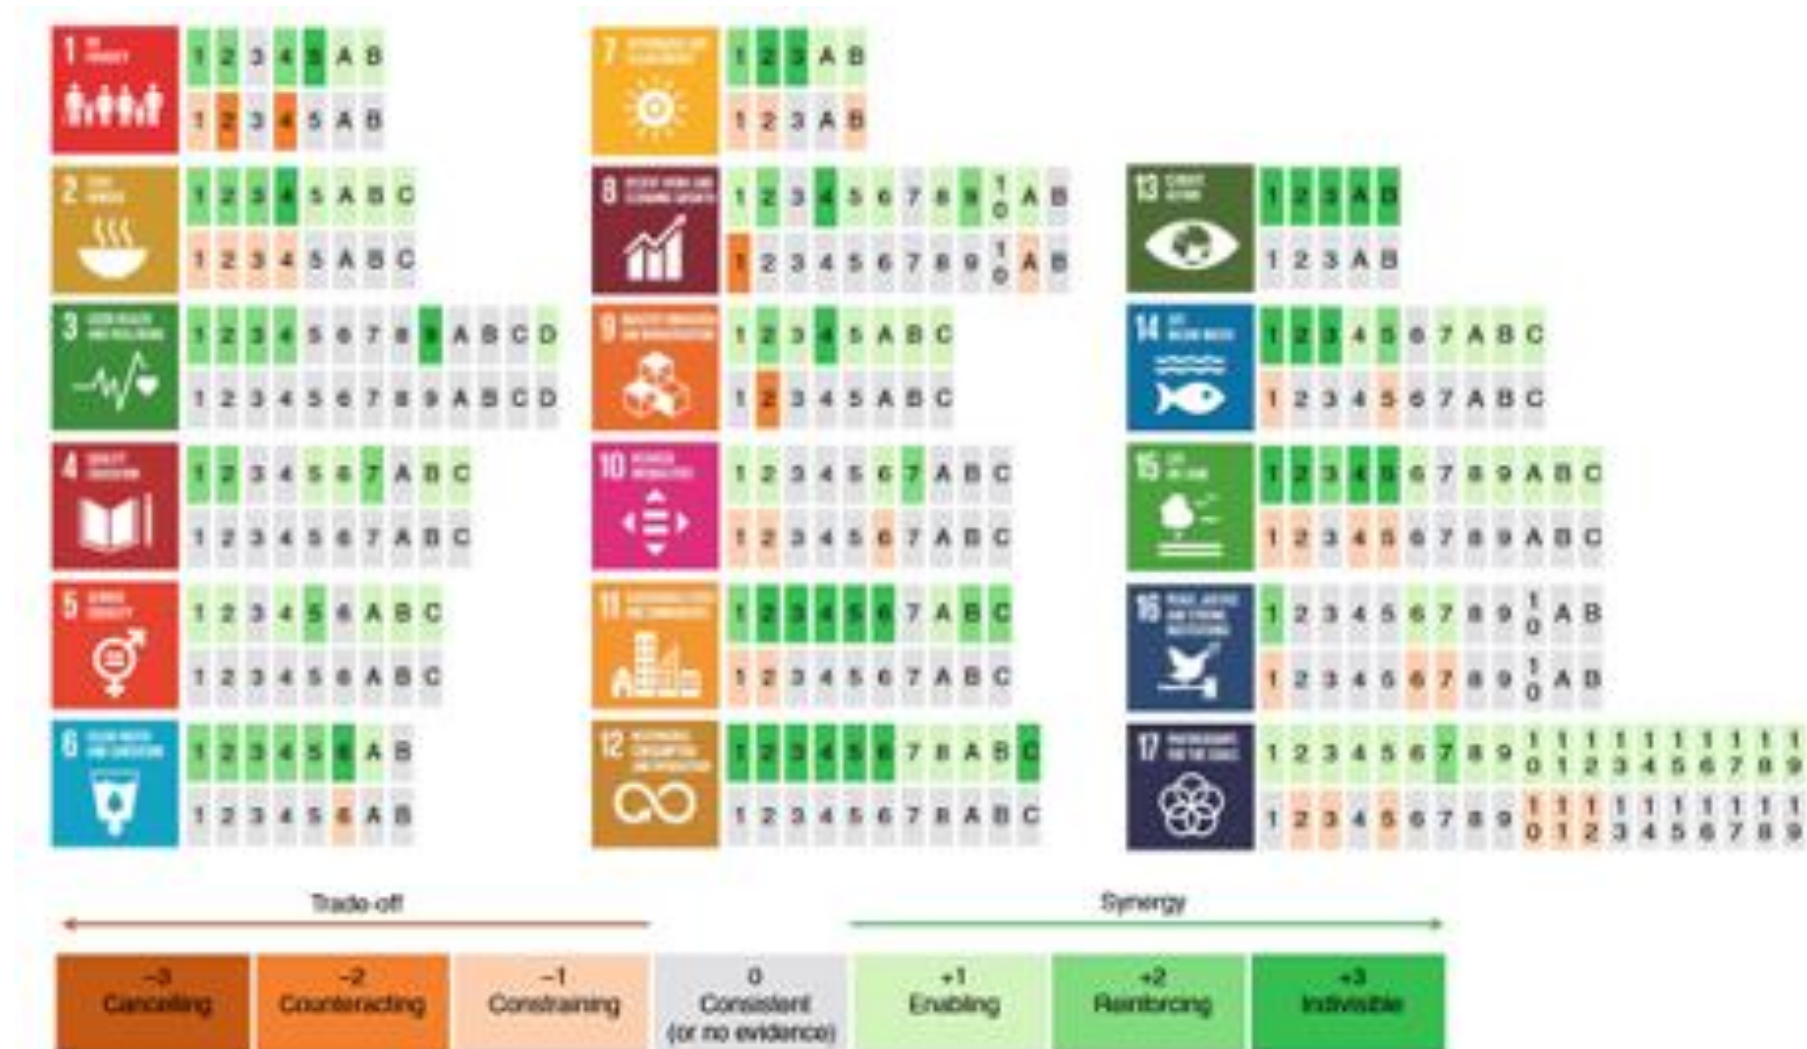 1
1 2 3 4 5 A B
1 2 3 4 5 A B
2
1 2 3 4 5 A B C
1 2 3 4 5 A B C
3
1 2 3 4 5 6 7 8 9 A B C D
1 2 3 4 5 6 7 8 9 A B C D
4
1 2 3 4 5 6 7 A B C
1 2 3 4 5 6 7 A B C
5
1 2 3 4 5 6 A B C
1 2 3 4 5 6 A B C
6
1 2 3 4 5 6 A B
1 2 3 4 5 6 A B
7
1 2 3 A B
1 2 3 A B
8
1 2 3 4 5 6 7 8 9 10 A B
1 2 3 4 5 6 7 8 9 10 A B
9
1 2 3 4 5 A B C
1 2 3 4 5 A B C
10
1 2 3 4 5 6 7 A B C
1 2 3 4 5 6 7 A B C
11
1 2 3 4 5 6 7 A B C
1 2 3 4 5 6 7 A B C
12
1 2 3 4 5 6 7 8 A B C
1 2 3 4 5 6 7 8 A B C
13
1 2 3 A B
1 2 3 A B
14
1 2 3 4 5 6 7 A B C
1 2 3 4 5 6 7 A B C
15
1 2 3 4 5 6 7 8 9 A B C
1 2 3 4 5 6 7 8 9 A B C
16
1 2 3 4 5 6 7 8 9 10 A B
1 2 3 4 5 6 7 8 9 10 A B
17
1 2 3 4 5 6 7 8 9 10 11 12 13 14 15 16 17 18 19
1 2 3 4 5 6 7 8 9 10 11 12 13 14 15 16 17 18 19
Trade-off
Synergy
−3
Cancelling
−2
Counteracting
−1
Constraining
0
Consistent
(or no evidence)
+1
Enabling
+2
Reinforcing
+3
Indivisible